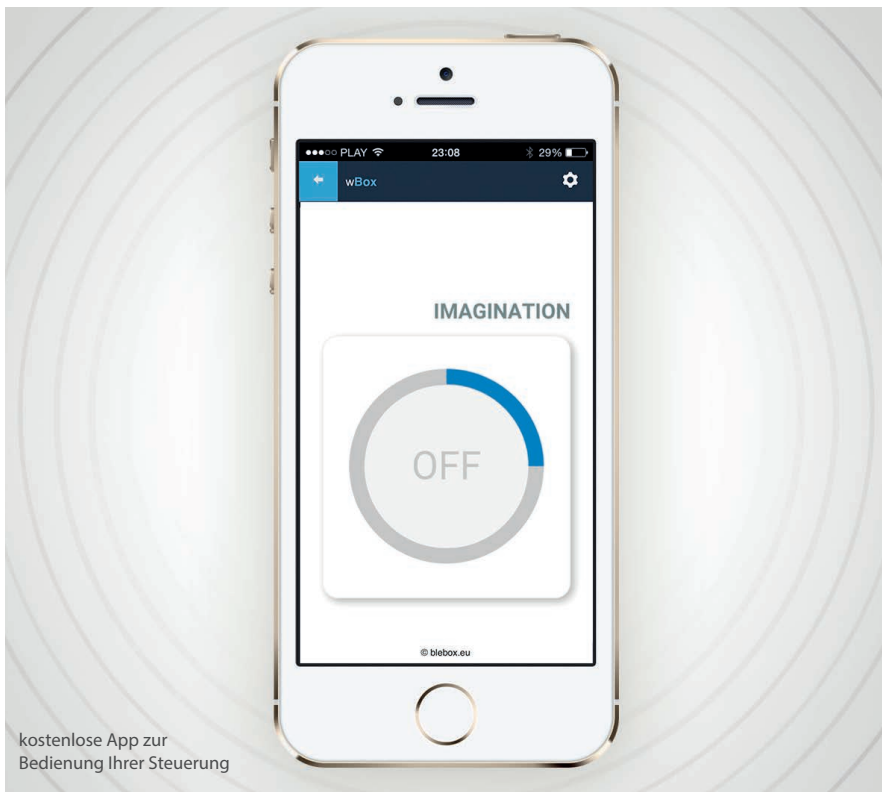 PLAY 23:08 29%
wBox
IMAGINATION
OFF
© blebox.eu
kostenlose App zur
Bedienung Ihrer Steuerung